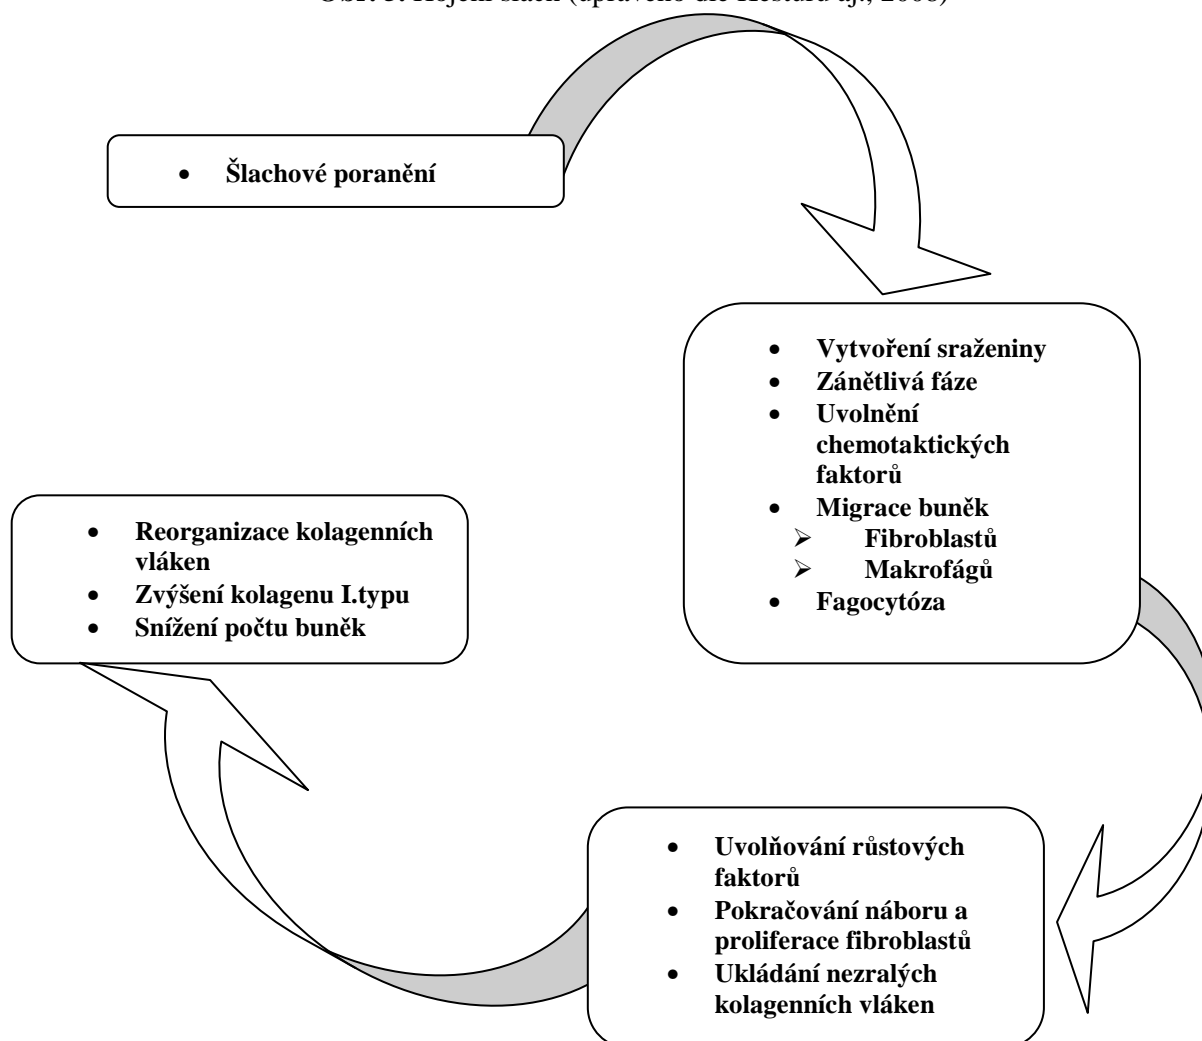 • Šlachové poranění
• Vytvoření sraženiny
• Zánětlivá fáze
• Uvolnění
chemotaktických
faktorů
• Migrace buněk
➢ Fibroblastů
➢ Makrofágů
• Fagocytóza
• Uvolňování růstových
faktorů
• Pokračování náboru a
proliferace fibroblastů
• Ukládání nezralých
kolagenních vláken
• Reorganizace kolagenních
vláken
• Zvýšení kolagenu I.typu
• Snížení počtu buněk